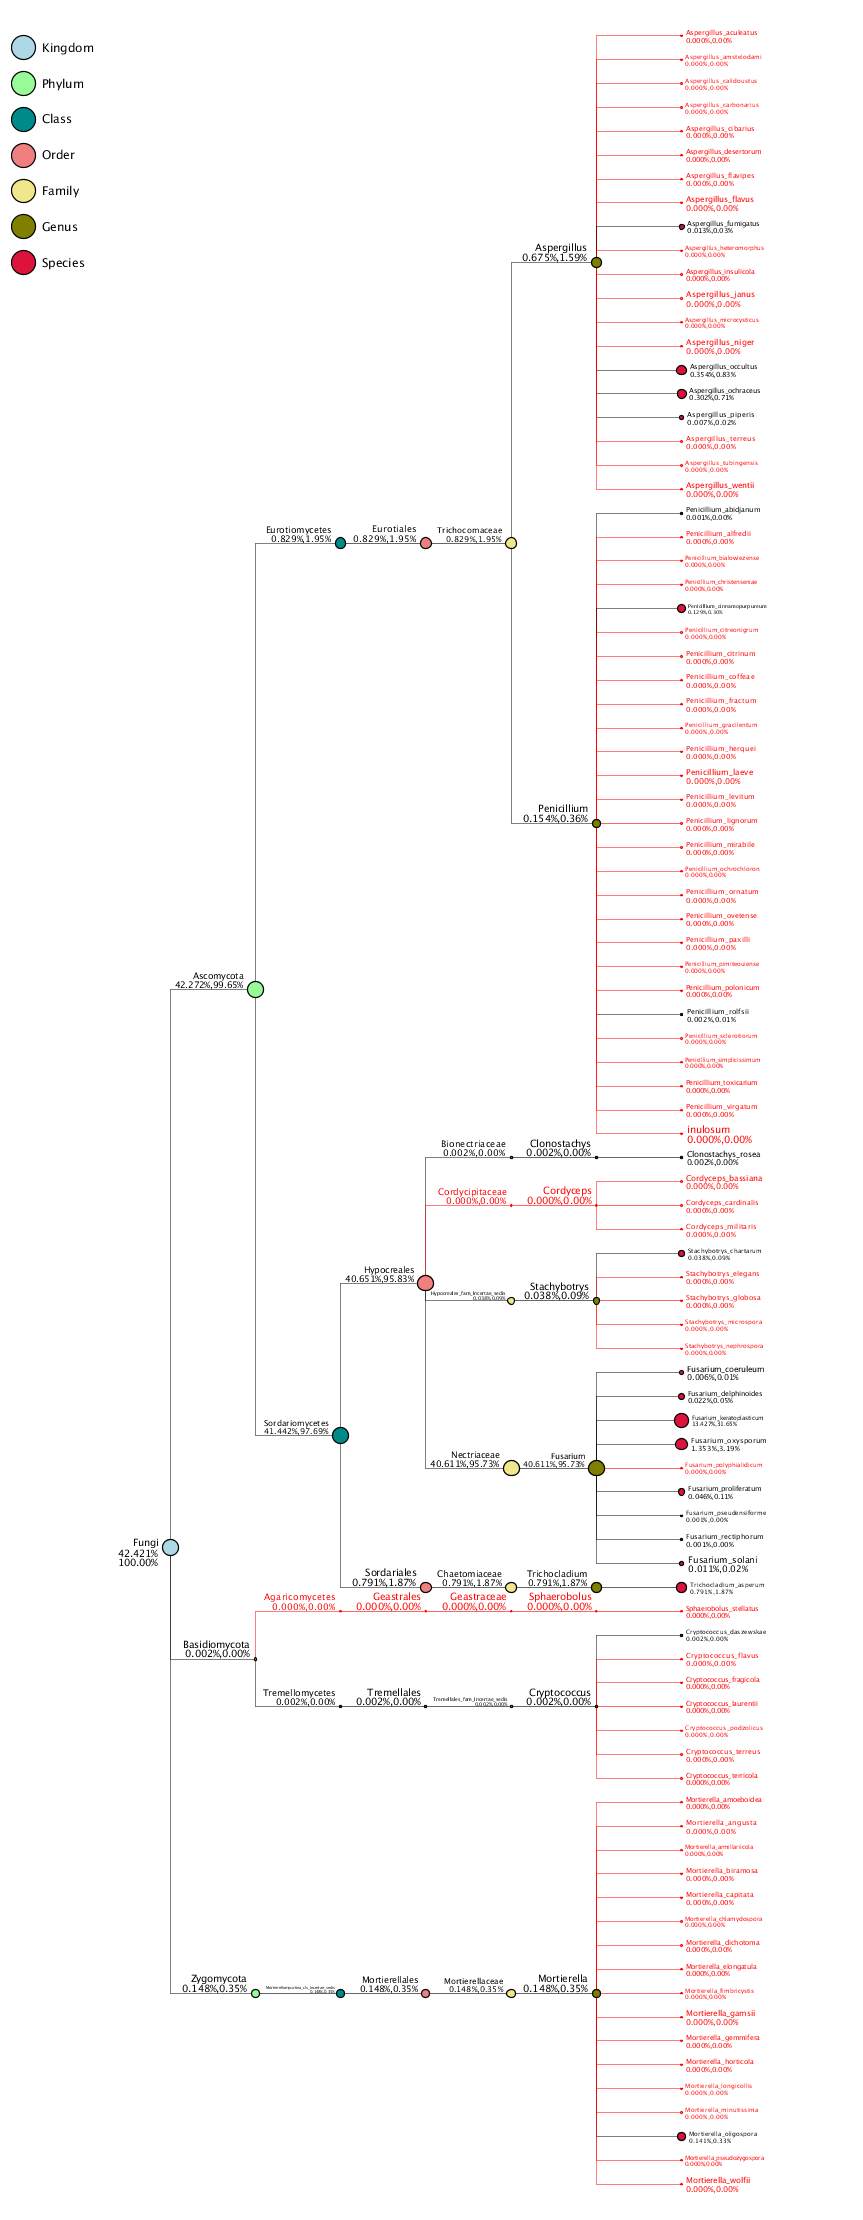 Kingdom
Phylum
Class
Order
Family
Genus
Species
Aspergillus_aculeatus
0.000%,0.00%
Aspergillus_amstelodami
0.000%,0.00%
Aspergillus_calidoustus
0.000%,0.00%
Aspergillus_carbonarius
0.000%,0.00%
Aspergillus_cibarius
0.000%,0.00%
Aspergillus_desertorum
0.000%,0.00%
Aspergillus_flavipes
0.000%,0.00%
Aspergillus_flavus
0.000%,0.00%
Aspergillus_fumigatus
0.013%,0.03%
Aspergillus
0.675%,1.59%
Aspergillus_heteromorphus
0.000%,0.00%
Aspergillus_insulicola
0.000%,0.00%
Aspergillus_janus
0.000%,0.00%
Aspergillus_microcysticus
0.000%,0.00%
Aspergillus_niger
0.000%,0.00%
Aspergillus_occultus
0.354%,0.83%
Aspergillus_ochraceus
0.302%,0.71%
Aspergillus_piperis
0.007%,0.02%
Aspergillus_terreus
0.000%,0.00%
Aspergillus_tubingensis
0.000%,0.00%
Aspergillus_wentii
0.000%,0.00%
Penicillium_abidjanum
0.001%,0.00%
Eurotiomycetes
0.829%,1.95%
Eurotiales
0.829%,1.95%
Trichocomaceae
0.829%,1.95%
Penicillium_alfredii
0.000%,0.00%
Penicillium_bialowiezense
0.000%,0.00%
Penicillium_christenseniae
0.000%,0.00%
Penicillium_cinnamopurpureum
0.129%,0.30%
Penicillium_citreonigrum
0.000%,0.00%
Penicillium_citrinum
0.000%,0.00%
Penicillium_coffeae
0.000%,0.00%
Penicillium_fractum
0.000%,0.00%
Penicillium_gracilentum
0.000%,0.00%
Penicillium_herquei
0.000%,0.00%
Penicillium_laeve
0.000%,0.00%
Penicillium_levitum
0.000%,0.00%
Penicillium
0.154%,0.36%
Penicillium_lignorum
0.000%,0.00%
Penicillium_mirabile
0.000%,0.00%
Penicillium_ochrochloron
0.000%,0.00%
Penicillium_ornatum
0.000%,0.00%
Penicillium_ovetense
0.000%,0.00%
Penicillium_paxilli
0.000%,0.00%
Penicillium_pimiteouiense
0.000%,0.00%
Ascomycota
42.272%,99.65%
Penicillium_polonicum
0.000%,0.00%
Penicillium_rolfsii
0.002%,0.01%
Penicillium_sclerotiorum
0.000%,0.00%
Penicillium_simplicissimum
0.000%,0.00%
Penicillium_toxicarium
0.000%,0.00%
Penicillium_virgatum
0.000%,0.00%
inulosum
0.000%,0.00%
Bionectriaceae
0.002%,0.00%
Clonostachys
0.002%,0.00%
Clonostachys_rosea
0.002%,0.00%
Cordyceps_bassiana
0.000%,0.00%
Cordycipitaceae
0.000%,0.00%
Cordyceps
0.000%,0.00%
Cordyceps_cardinalis
0.000%,0.00%
Cordyceps_militaris
0.000%,0.00%
Stachybotrys_chartarum
0.038%,0.09%
Hypocreales
40.651%,95.83%
Stachybotrys_elegans
0.000%,0.00%
Hypocreales_fam_Incertae_sedis
0.038%,0.09%
Stachybotrys
0.038%,0.09%
Stachybotrys_globosa
0.000%,0.00%
Stachybotrys_microspora
0.000%,0.00%
Stachybotrys_nephrospora
0.000%,0.00%
Fusarium_coeruleum
0.006%,0.01%
Fusarium_delphinoides
0.022%,0.05%
Fusarium_keratoplasticum
13.427%,31.65%
Sordariomycetes
41.442%,97.69%
Fusarium_oxysporum
1.353%,3.19%
Nectriaceae
40.611%,95.73%
Fusarium
40.611%,95.73%
Fusarium_polyphialidicum
0.000%,0.00%
Fusarium_proliferatum
0.046%,0.11%
Fusarium_pseudensiforme
0.001%,0.00%
Fusarium_rectiphorum
0.001%,0.00%
Fungi
42.421%
100.00%
Fusarium_solani
0.011%,0.02%
Sordariales
0.791%,1.87%
Chaetomiaceae
0.791%,1.87%
Trichocladium
0.791%,1.87%
Trichocladium_asperum
0.791%,1.87%
Agaricomycetes
0.000%,0.00%
Geastrales
0.000%,0.00%
Geastraceae
0.000%,0.00%
Sphaerobolus
0.000%,0.00%
Sphaerobolus_stellatus
0.000%,0.00%
Cryptococcus_daszewskae
0.002%,0.00%
Basidiomycota
0.002%,0.00%
Cryptococcus_flavus
0.000%,0.00%
Cryptococcus_fragicola
0.000%,0.00%
Tremellomycetes
0.002%,0.00%
Tremellales
0.002%,0.00%
Tremellales_fam_Incertae_sedis
0.002%,0.00%
Cryptococcus
0.002%,0.00%
Cryptococcus_laurentii
0.000%,0.00%
Cryptococcus_podzolicus
0.000%,0.00%
Cryptococcus_terreus
0.000%,0.00%
Cryptococcus_terricola
0.000%,0.00%
Mortierella_amoeboidea
0.000%,0.00%
Mortierella_angusta
0.000%,0.00%
Mortierella_armillariicola
0.000%,0.00%
Mortierella_biramosa
0.000%,0.00%
Mortierella_capitata
0.000%,0.00%
Mortierella_chlamydospora
0.000%,0.00%
Mortierella_dichotoma
0.000%,0.00%
Mortierella_elongatula
0.000%,0.00%
Zygomycota
0.148%,0.35%
Mortierellomycotina_cls_Incertae_sedis
0.148%,0.35%
Mortierellales
0.148%,0.35%
Mortierellaceae
0.148%,0.35%
Mortierella
0.148%,0.35%
Mortierella_fimbricystis
0.000%,0.00%
Mortierella_gamsii
0.000%,0.00%
Mortierella_gemmifera
0.000%,0.00%
Mortierella_horticola
0.000%,0.00%
Mortierella_longicollis
0.000%,0.00%
Mortierella_minutissima
0.000%,0.00%
Mortierella_oligospora
0.141%,0.33%
Mortierella_pseudozygospora
0.000%,0.00%
Mortierella_wolfii
0.000%,0.00%